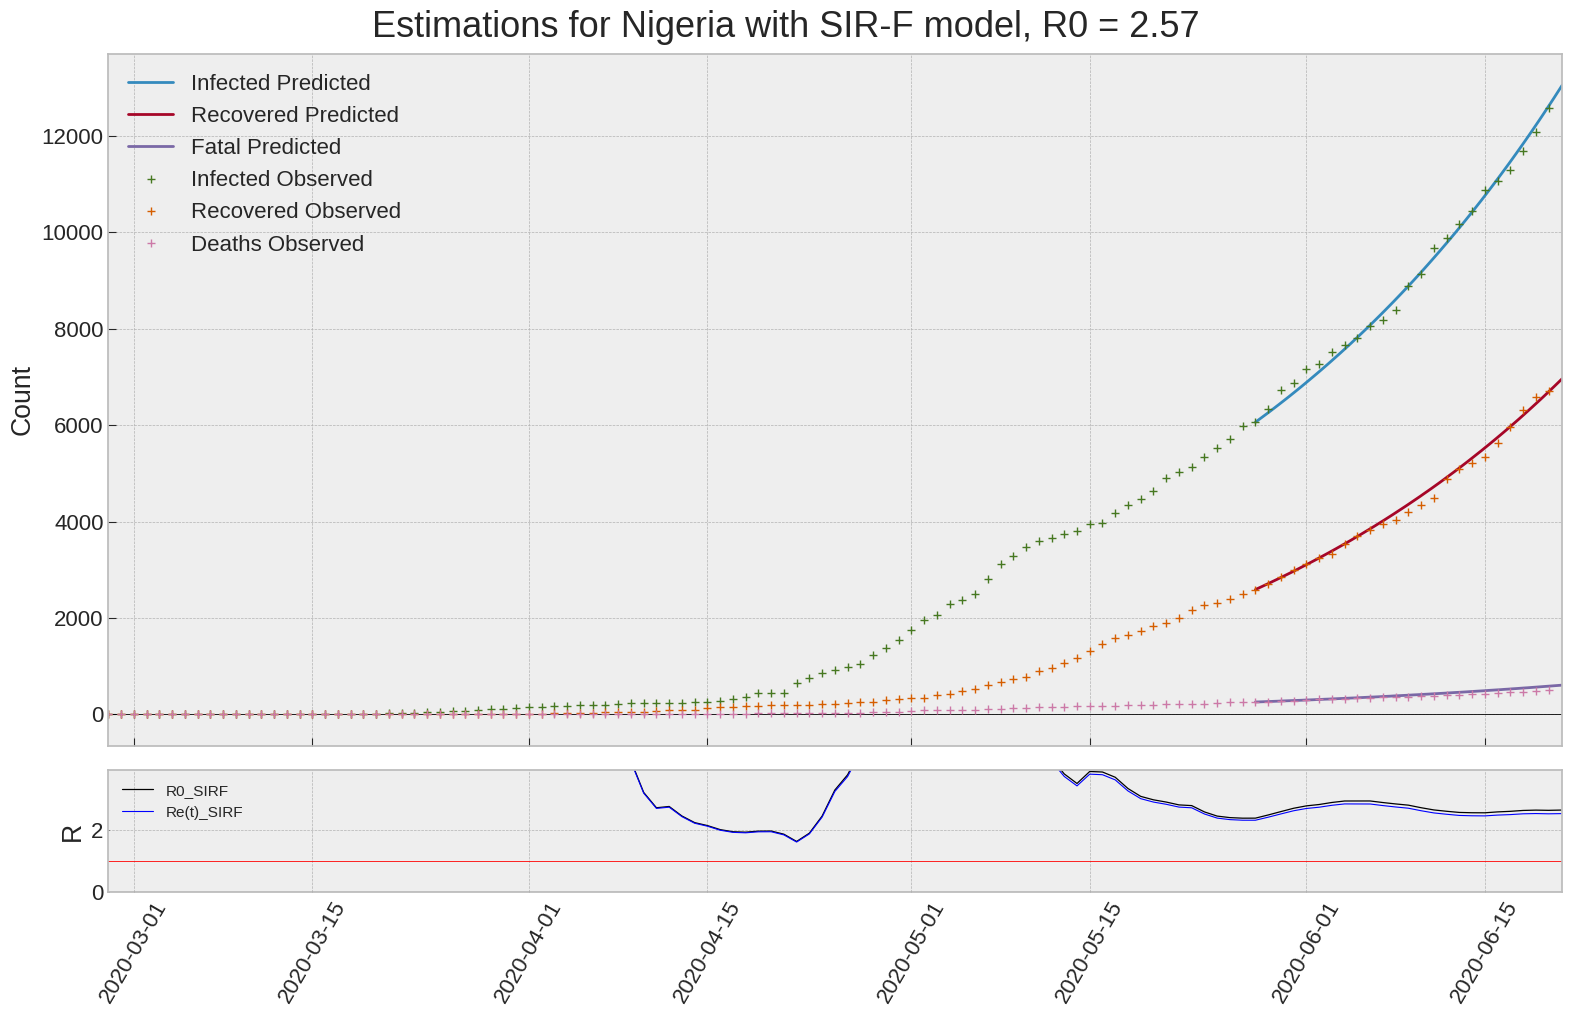 Estimations for Nigeria with SIR-F model, R0 = 2.57
Infected Predicted
Recovered Predicted
Fatal Predicted
Infected Observed
Recovered Observed
Deaths Observed
12000
10000
8000
6000
4000
2000
0
Count
R0_SIRF
Re(t)_SIRF
2
0
R
2020-03-01
2020-03-15
2020-04-01
2020-04-15
2020-05-01
2020-05-15
2020-06-01
2020-06-15